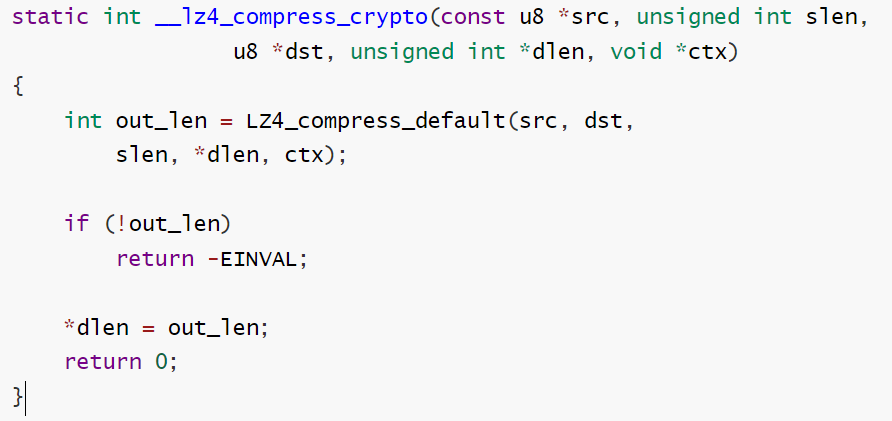 static int __lz4_compress_crypto(const u8 *src, unsigned int slen,
u8 *dst, unsigned int *dlen, void *ctx)
{
int out_len = LZ4_compress_default(src, dst,
slen, *dlen, ctx);
if (!out_len)
return -EINVAL;
*dlen = out_len;
return 0;
}